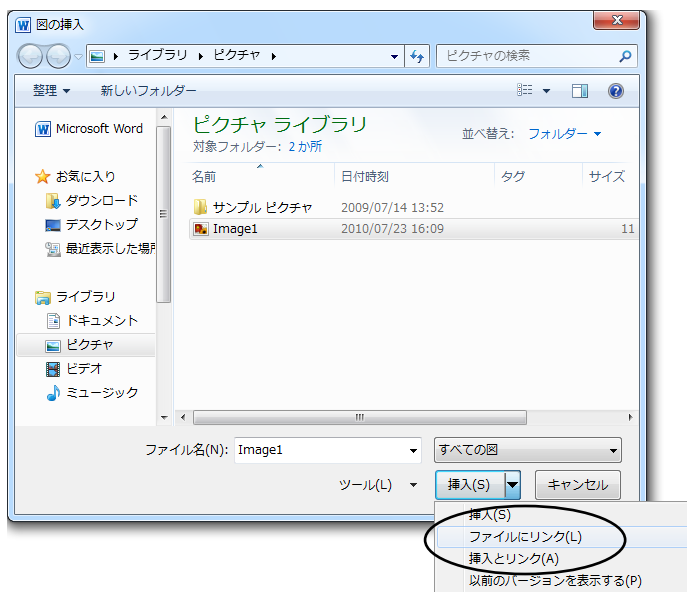 図の挿入
ライブラリ ピクチャ
ピクチャの検索
整理 新しいフォルダー
Microsoft Word
お気に入り
ダウンロード
デスクトップ
最近表示した場所
ライブラリ
ドキュメント
ピクチャ
ビデオ
ミュージック
ピクチャ ライブラリ
対象フォルダー: 2 か所
並べ替え: フォルダー
名前 日付時刻 タグ サイズ
サンプル ピクチャ 2009/07/14 13:52
Image1 2010/07/23 16:09 11
ファイル名(N): Image1 すべての図
ツール(L) 挿入(S) キャンセル
挿入(S)
ファイルにリンク(L)
挿入とリンク(A)
以前のバージョンを表示する(P)